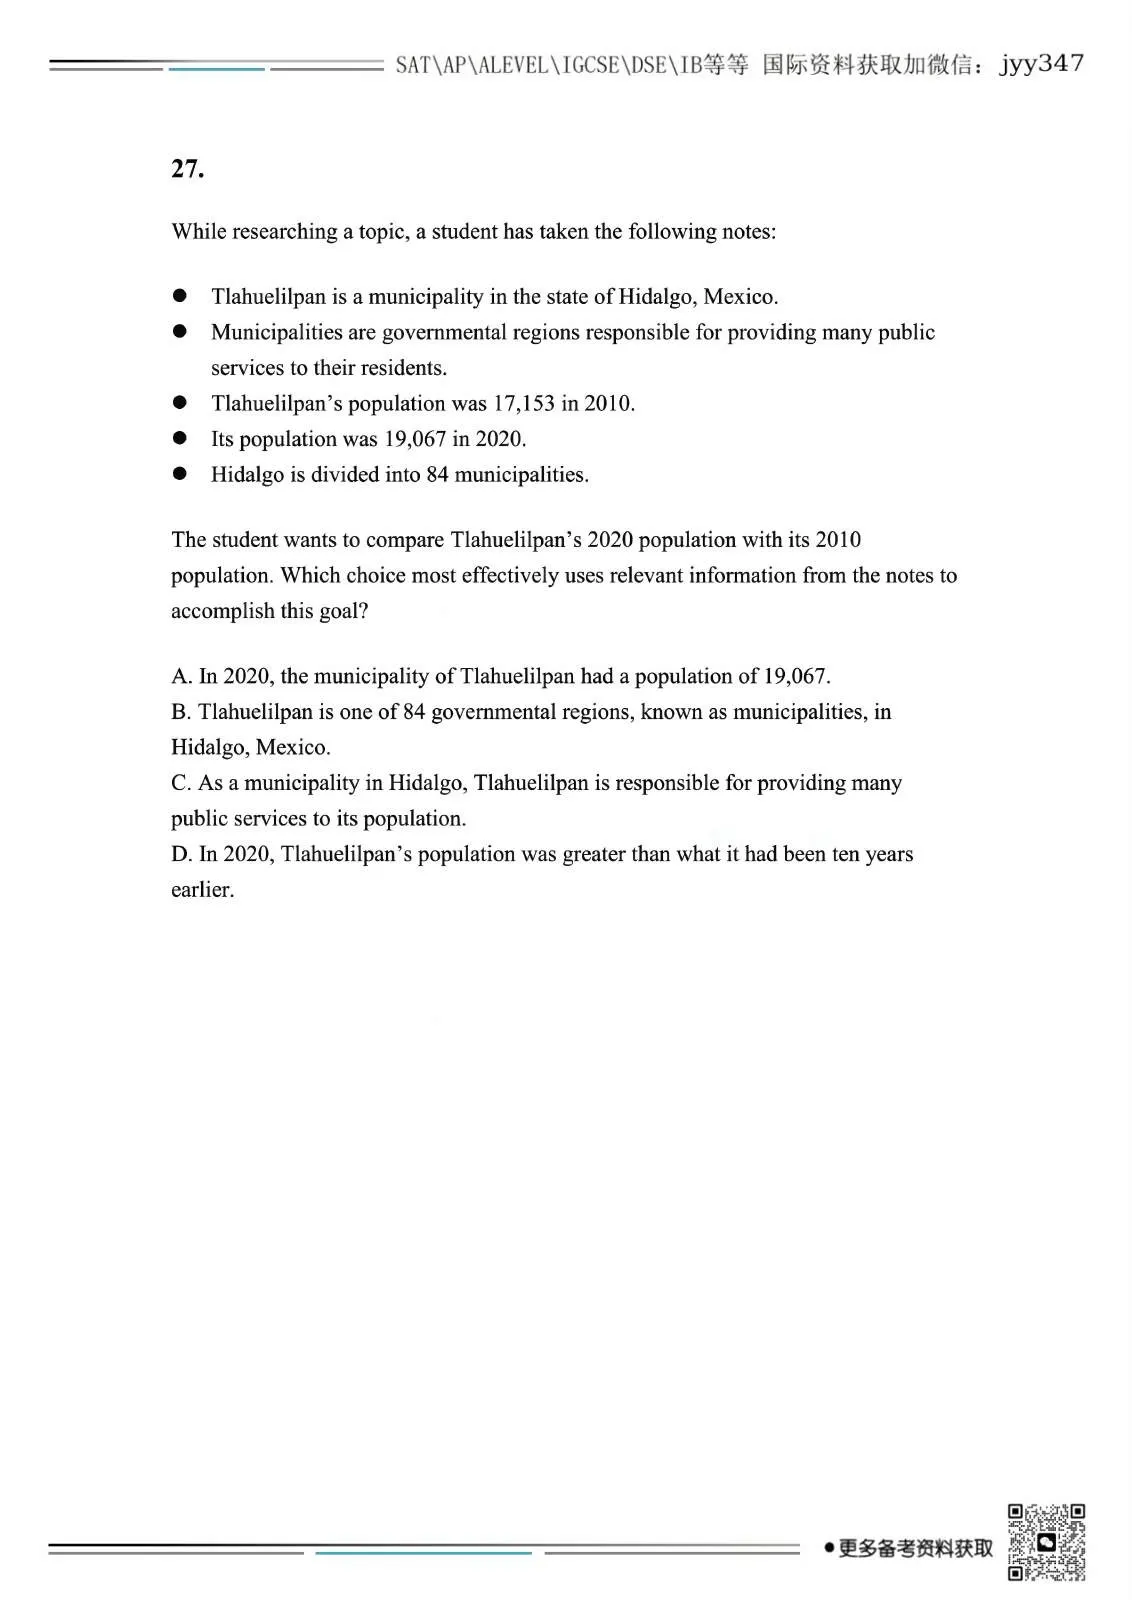 SAT\AP\ALEVEL\IGCSE\DSE\IB等等 国际资料获取加微信：jyy347
27.
While researching a topic, a student has taken the following notes:
● Tlahuelilpan is a municipality in the state of Hidalgo, Mexico.
● Municipalities are governmental regions responsible for providing many public
services to their residents.
● Tlahuelilpan’s population was 17,153 in 2010.
● Its population was 19,067 in 2020.
● Hidalgo is divided into 84 municipalities.
The student wants to compare Tlahuelilpan’s 2020 population with its 2010
population. Which choice most effectively uses relevant information from the notes to
accomplish this goal?
A. In 2020, the municipality of Tlahuelilpan had a population of 19,067.
B. Tlahuelilpan is one of 84 governmental regions, known as municipalities, in
Hidalgo, Mexico.
C. As a municipality in Hidalgo, Tlahuelilpan is responsible for providing many
public services to its population.
D. In 2020, Tlahuelilpan’s population was greater than what it had been ten years
earlier.
●更多备考资料获取